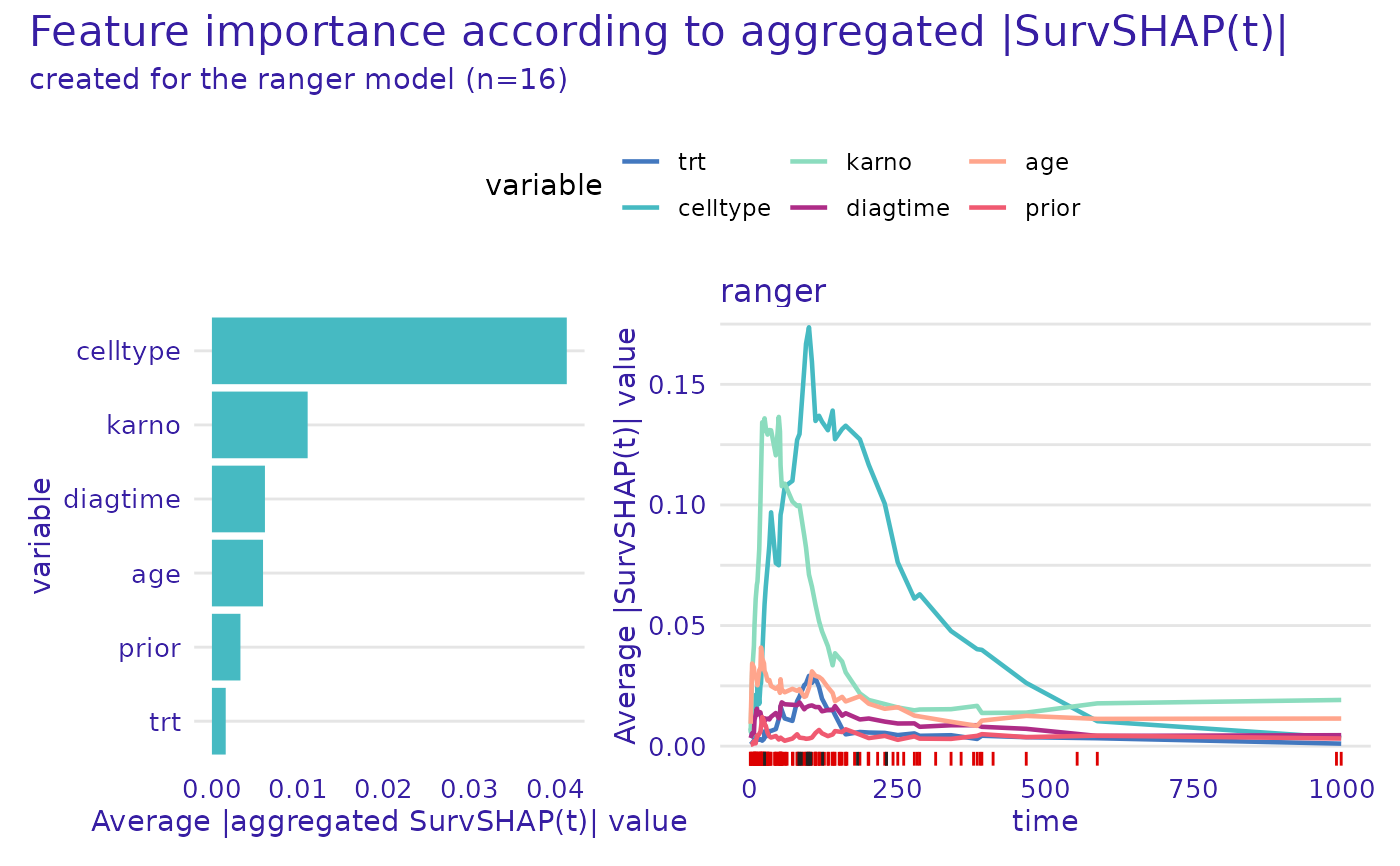 Feature importance according to aggregated |SurvSHAP(t)|
created for the ranger model (n=16)
variable
trt
karno
age
celltype
diagtime
prior
variable
celltype
karno
diagtime
age
prior
trt
0.00 0.01 0.02 0.03 0.04
Average |aggregated SurvSHAP(t)| value
ranger
Average |SurvSHAP(t)| value
0.15
0.10
0.05
0.00
0 250 500 750 1000
time